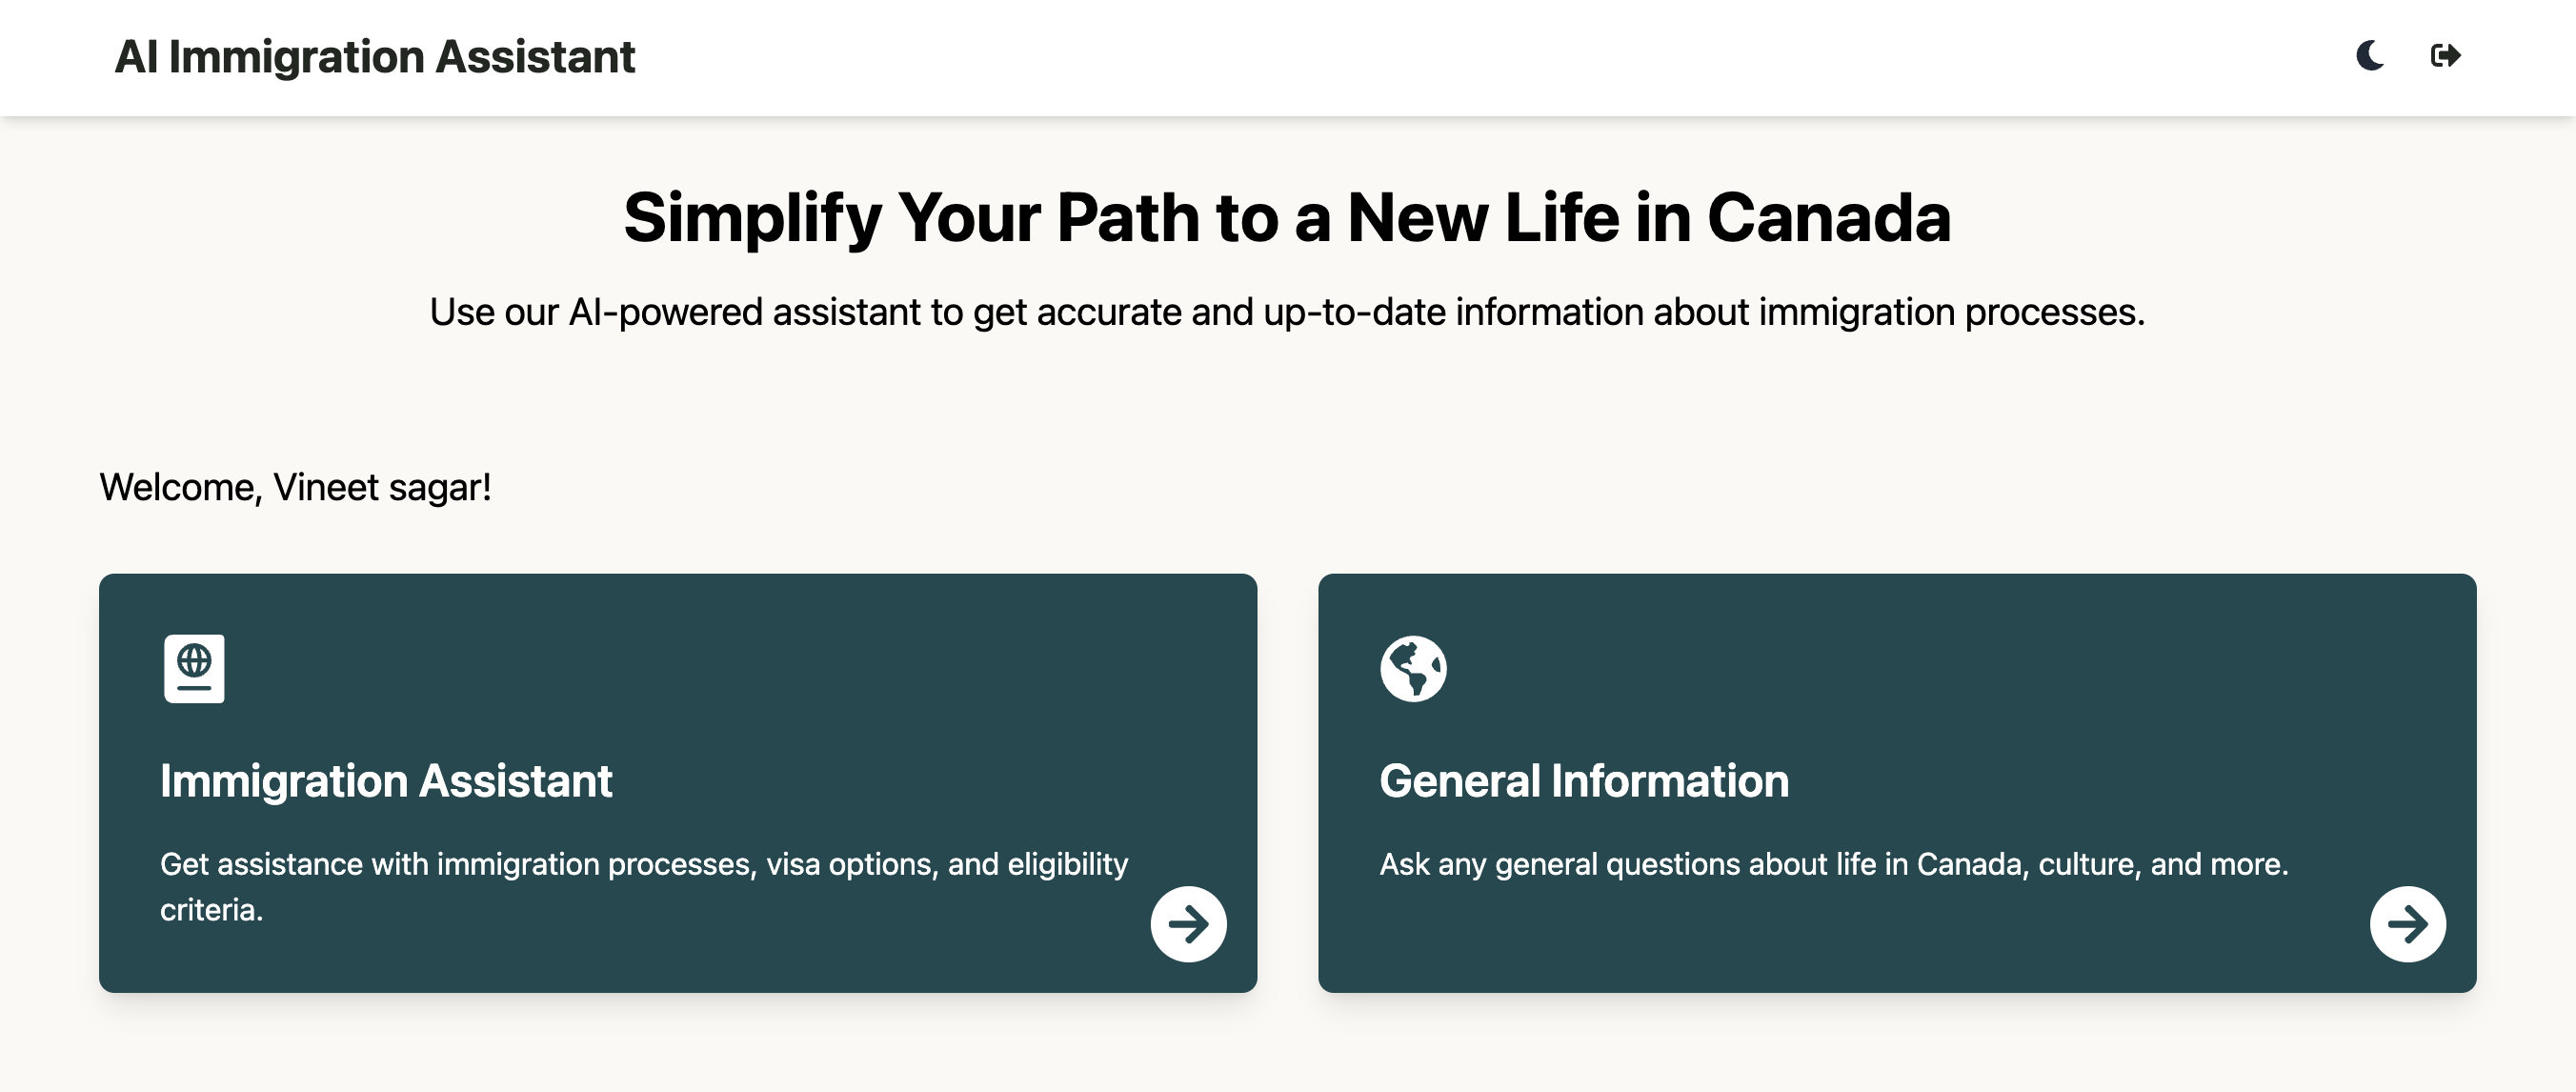 AI Immigration Assistant
Simplify Your Path to a New Life in Canada
Use our AI-powered assistant to get accurate and up-to-date information about immigration processes.
Welcome, Vineet sagar!
Immigration Assistant
Get assistance with immigration processes, visa options, and eligibility
criteria.
General Information
Ask any general questions about life in Canada, culture, and more.